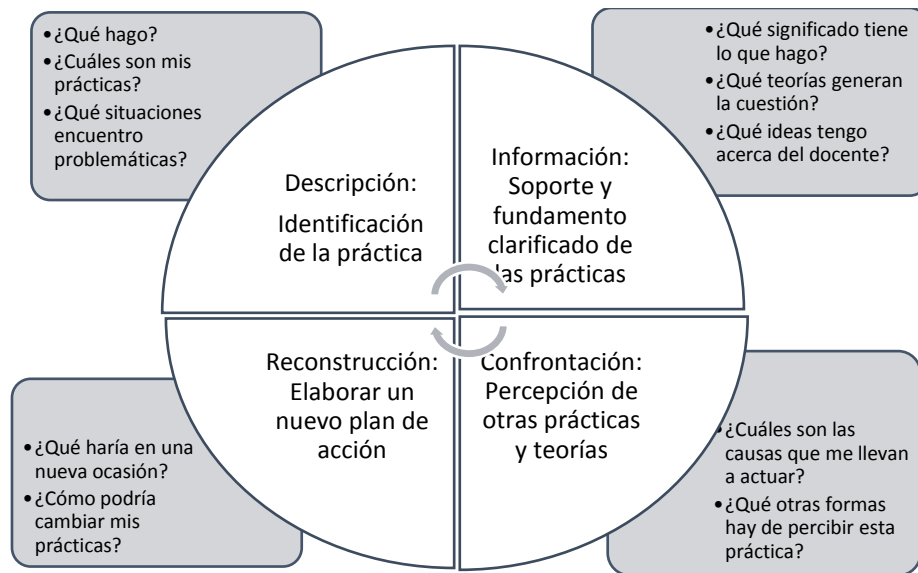 •¿Qué hago?
•¿Cuáles son mis
prácticas?
•¿Qué situaciones
encuentro
problemáticas?
•¿Qué significado tiene
lo que hago?
•¿Qué teorías generan
la cuestión?
•¿Qué ideas tengo
acerca del docente?
Descripción:
Identificación
de la práctica
Información:
Soporte y
fundamento
clarificado de
las prácticas
Reconstrucción:
Elaborar un
nuevo plan de
acción
Confrontación:
Percepción de
otras prácticas
y teorías
•¿Qué haría en una
nueva ocasión?
•¿Cómo podría
cambiar mis
prácticas?
•¿Cuáles son las
causas que me llevan
a actuar?
•¿Qué otras formas
hay de percibir esta
práctica?